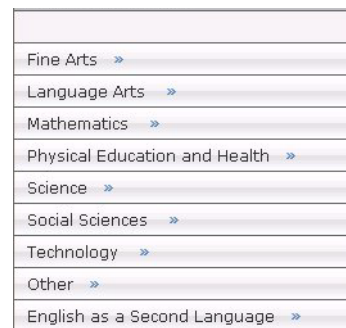 Fine Arts »
Language Arts »
Mathematics »
Physical Education and Health »
Science »
Social Sciences »
Technology »
Other »
English as a Second Language »